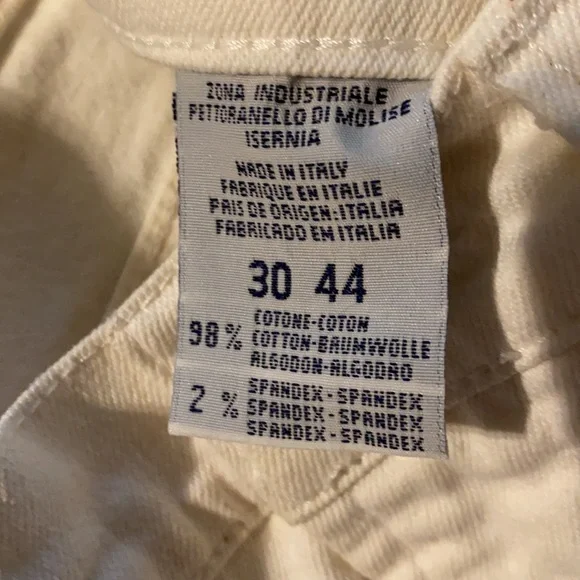 ZONA INDUSTRIALE
PETTORANELLO DI MOLISE
ISERNIA
MADE IN ITALY
FABRIQUE EN ITALIE
PAIS DE ORIGEN:ITALIA
FABRICADO EM ITALIA
30 44
98% COTONE-COTON
COTTON-BAUMWOLLE
ALGODON-ALGODAO
2 % SPANDEX-SPANDEX
SPANDEX-SPANDEX
SPANDEX-SPANDEX